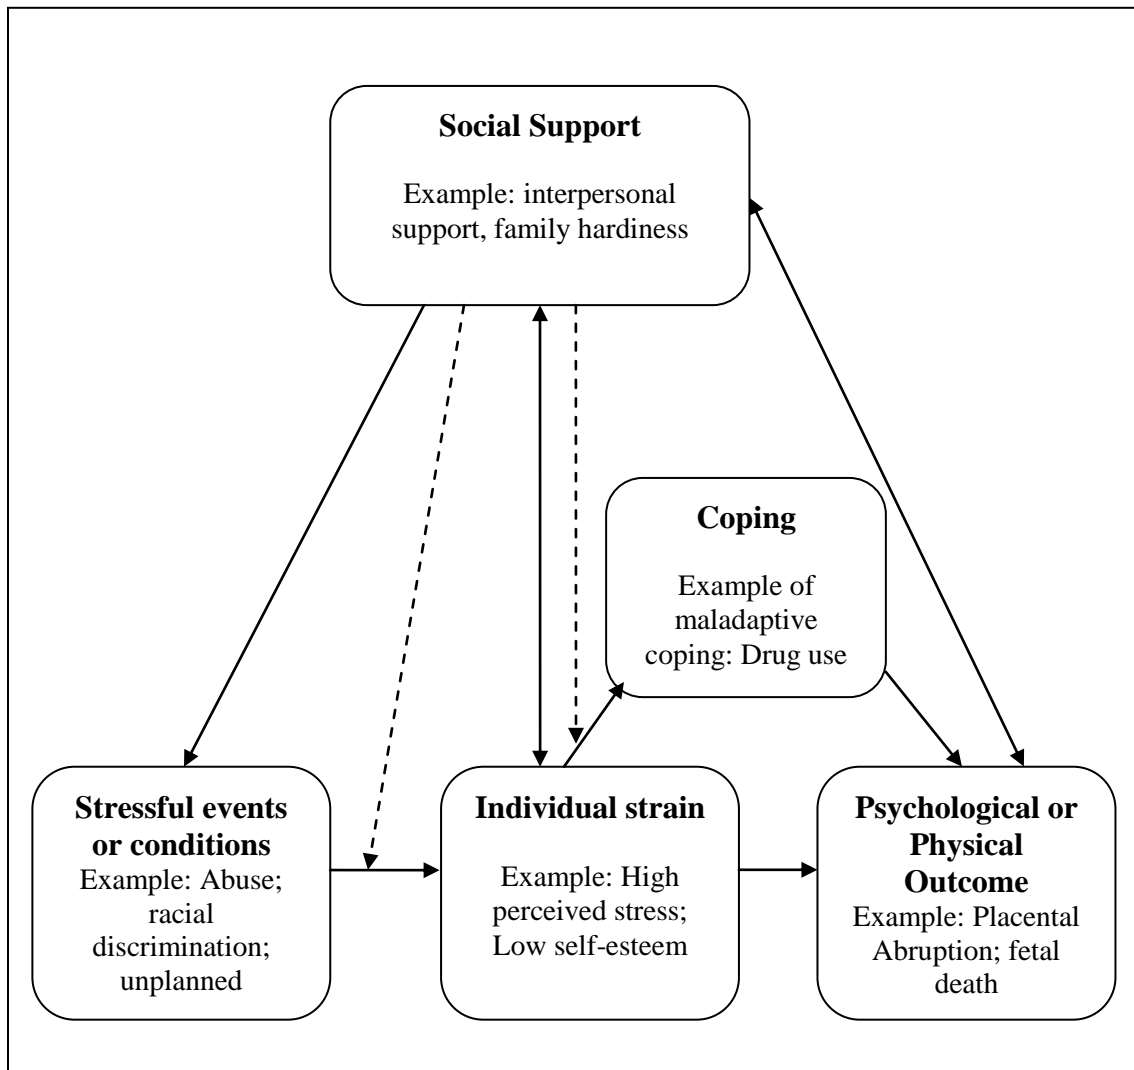 Social Support
Example: interpersonal
support, family hardiness
Coping
Example of
maladaptive
coping: Drug use
Stressful events
or conditions
Example: Abuse;
racial
discrimination;
unplanned
Individual strain
Example: High
perceived stress;
Low self-esteem
Psychological or
Physical
Outcome
Example: Placental
Abruption; fetal
death